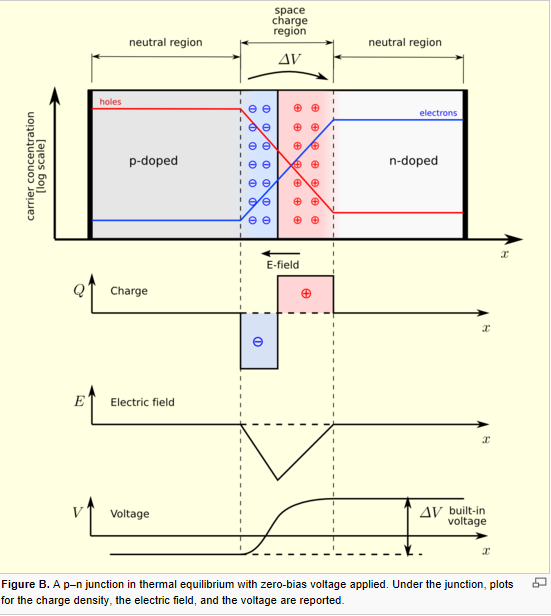 space
charge
region
neutral region
neutral region
ΔV
holes
electrons
p-doped
n-doped
carrier concentration
[log scale]
x
E-field
Q
Charge
x
E
Electric field
x
V
Voltage
ΔV
built-in
voltage
x
Figure B. A p–n junction in thermal equilibrium with zero-bias voltage applied. Under the junction, plots
for the charge density, the electric field, and the voltage are reported.